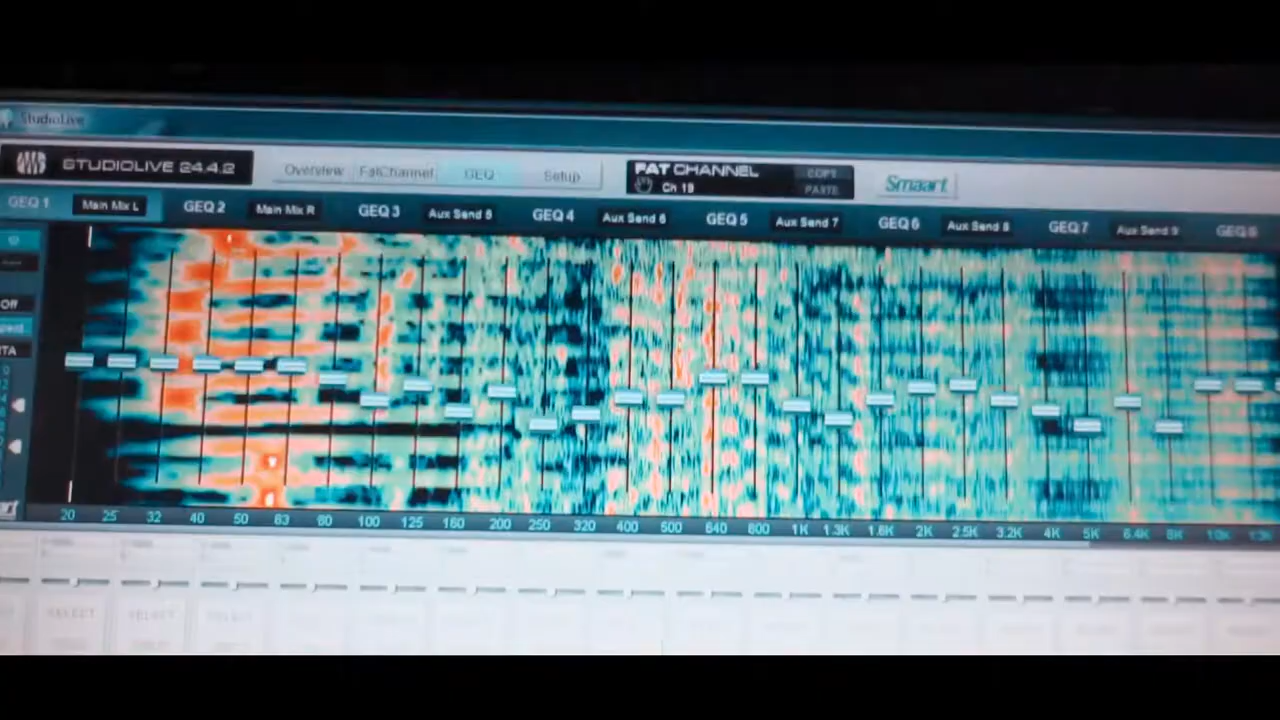 StudioLive
STUDIOLIVE 24.4.2
Overview FatChannel GEQ Setup
FAT CHANNEL
Ch 19
COPY
PASTE
Smaart
GEQ 1 Main Mix L GEQ 2 Main Mix R GEQ 3 Aux Send 5 GEQ 4 Aux Send 6 GEQ 5 Aux Send 7 GEQ 6 Aux Send 8 GEQ 7 Aux Send 9 GEQ 8
Off
20 25 32 40 50 63 80 100 125 160 200 250 320 400 500 640 800 1K 1.3K 1.6K 2K 2.5K 3.2K 4K 5K 6.4K 8K 10K
SELECT SELECT SELECT